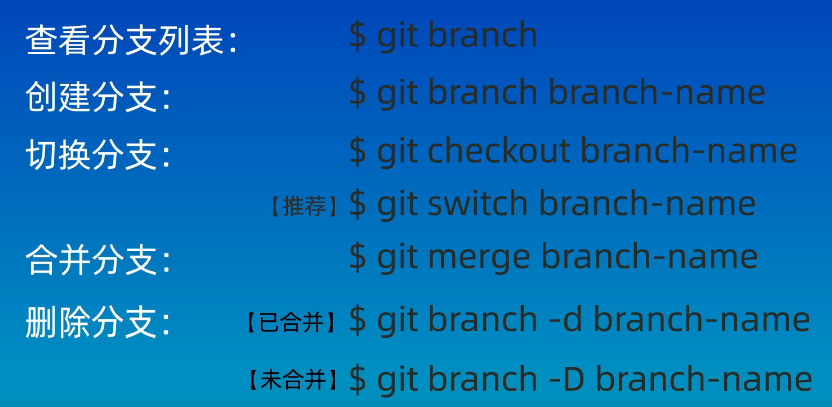 查看分支列表： $ git branch
创建分支： $ git branch branch-name
切换分支： $ git checkout branch-name
【推荐】 $ git switch branch-name
合并分支： $ git merge branch-name
删除分支： 【已合并】 $ git branch -d branch-name
【未合并】 $ git branch -D branch-name